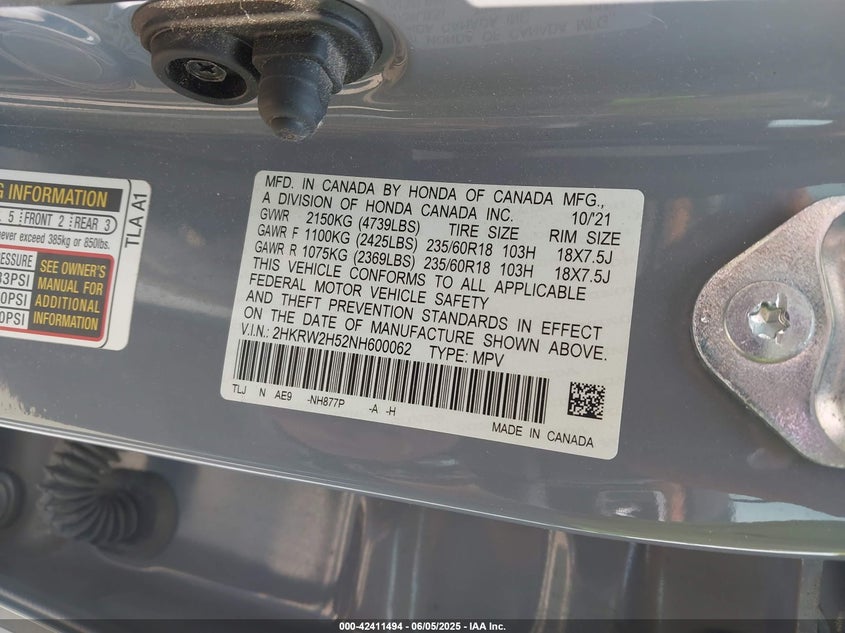 G INFORMATION
5 FRONT 2 REAR 3
never exceed 385kg or 850lbs.
PRESSURE
33PSI
0PSI
0PSI
SEE OWNER'S
MANUAL FOR
ADDITIONAL
INFORMATION
TLA A1
MFD. IN CANADA BY HONDA OF CANADA MFG.,
A DIVISION OF HONDA CANADA INC. 10/21
GVWR 2150KG (4739LBS) TIRE SIZE RIM SIZE
GAWR F 1100KG (2425LBS) 235/60R18 103H 18X7.5J
GAWR R 1075KG (2369LBS) 235/60R18 103H 18X7.5J
THIS VEHICLE CONFORMS TO ALL APPLICABLE
FEDERAL MOTOR VEHICLE SAFETY
AND THEFT PREVENTION STANDARDS IN EFFECT
ON THE DATE OF MANUFACTURE SHOWN ABOVE.
V.I.N.: 2HKRW2H52NH600062 TYPE: MPV
TLJ N AE9 -NH877P -A -H
MADE IN CANADA
000-42411494 - 06/05/2025 - IAA Inc.